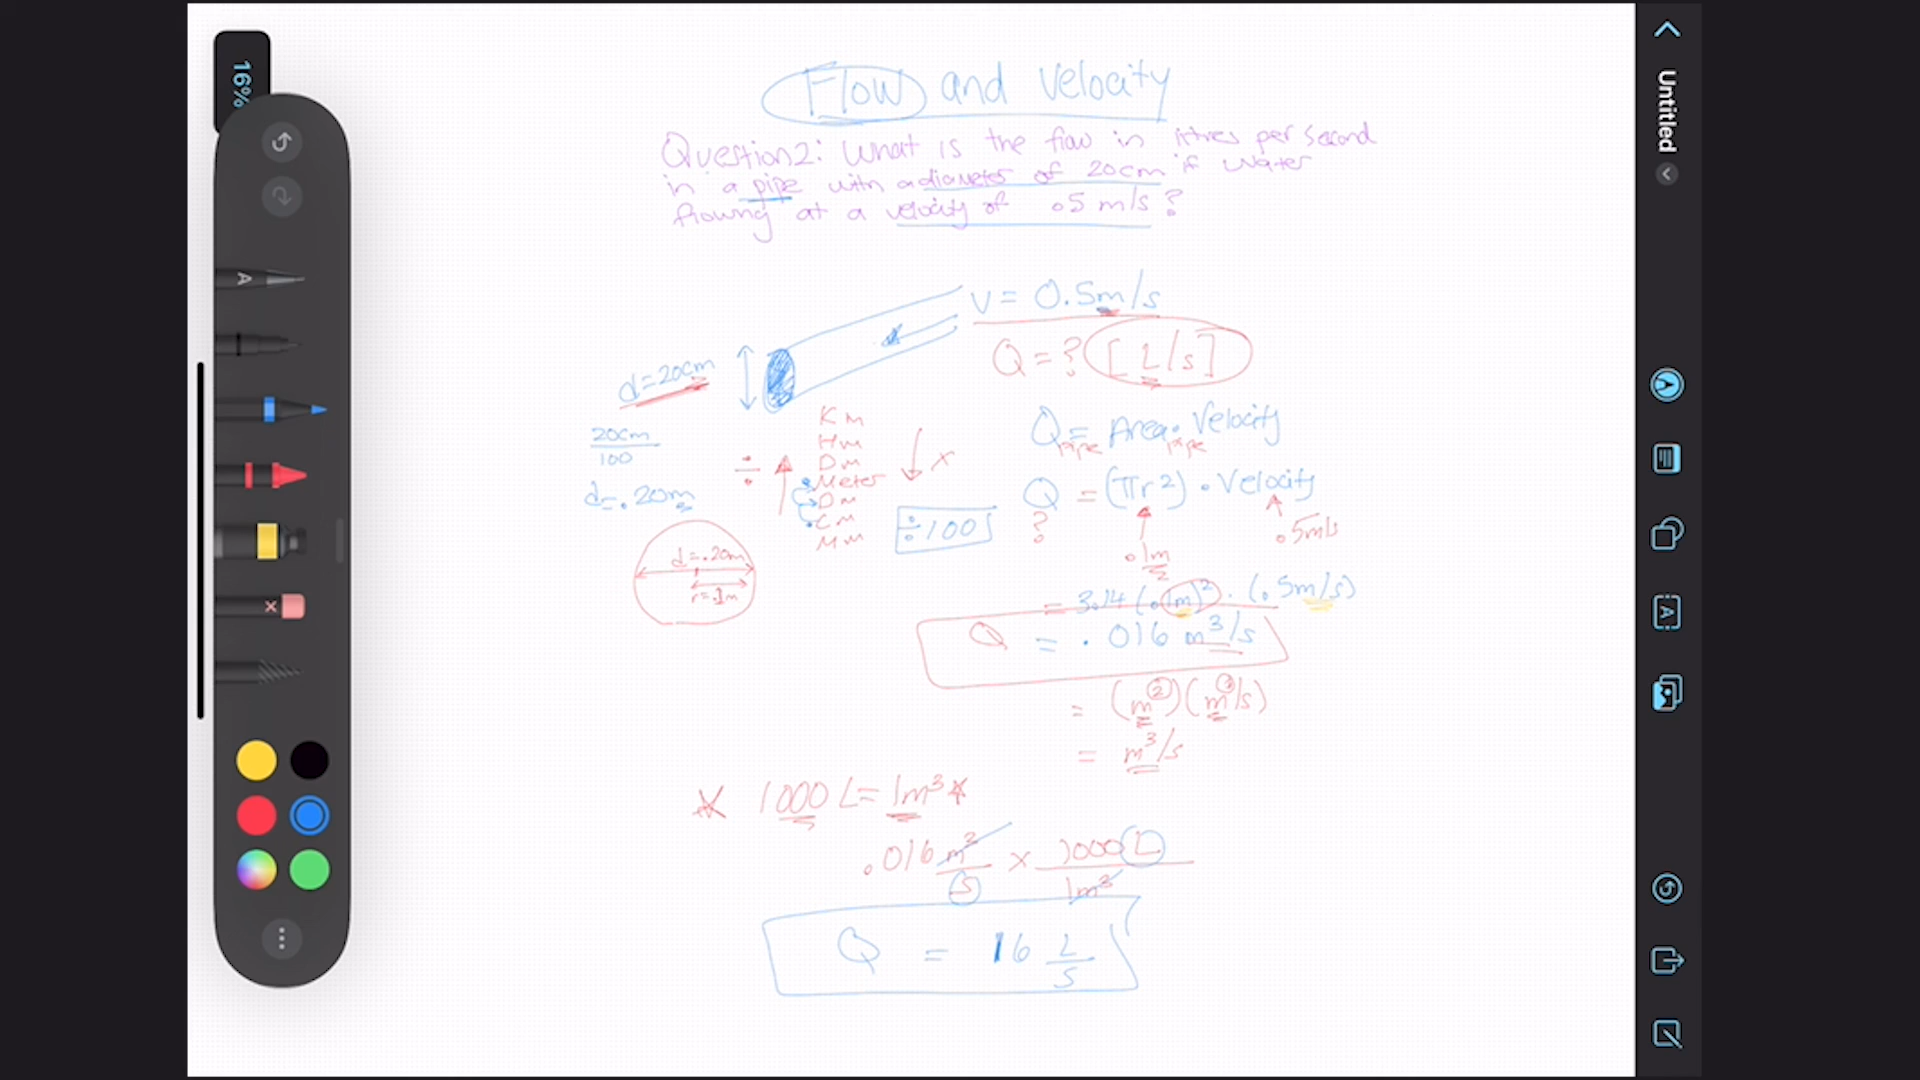 16%
Untitled
Flow and Velocity
Question 2: What is the flow in litres per second
in a pipe with a diameter of 20cm if water
flowing at a velocity of .5 m/s?
V = 0.5m/s
Q = ? [L/s]
d=20cm
20cm
100
d=.20m
Km
Hm
Dm
Meter
Dm
Cm
Mm
÷
x
÷100
d=.20m
r=.1m
Qpipe = Areapipe · Velocity
Q = (πr²) · Velocity
?
.1m
.5m/s
= 3.14 (.1m)² · (.5m/s)
Q = .016 m³/s
= (m²)(m¹/s)
= m³/s
* 1000 L = 1m³ *
.016 m³/s x 1000 L/1m³
Q = 16 L/s